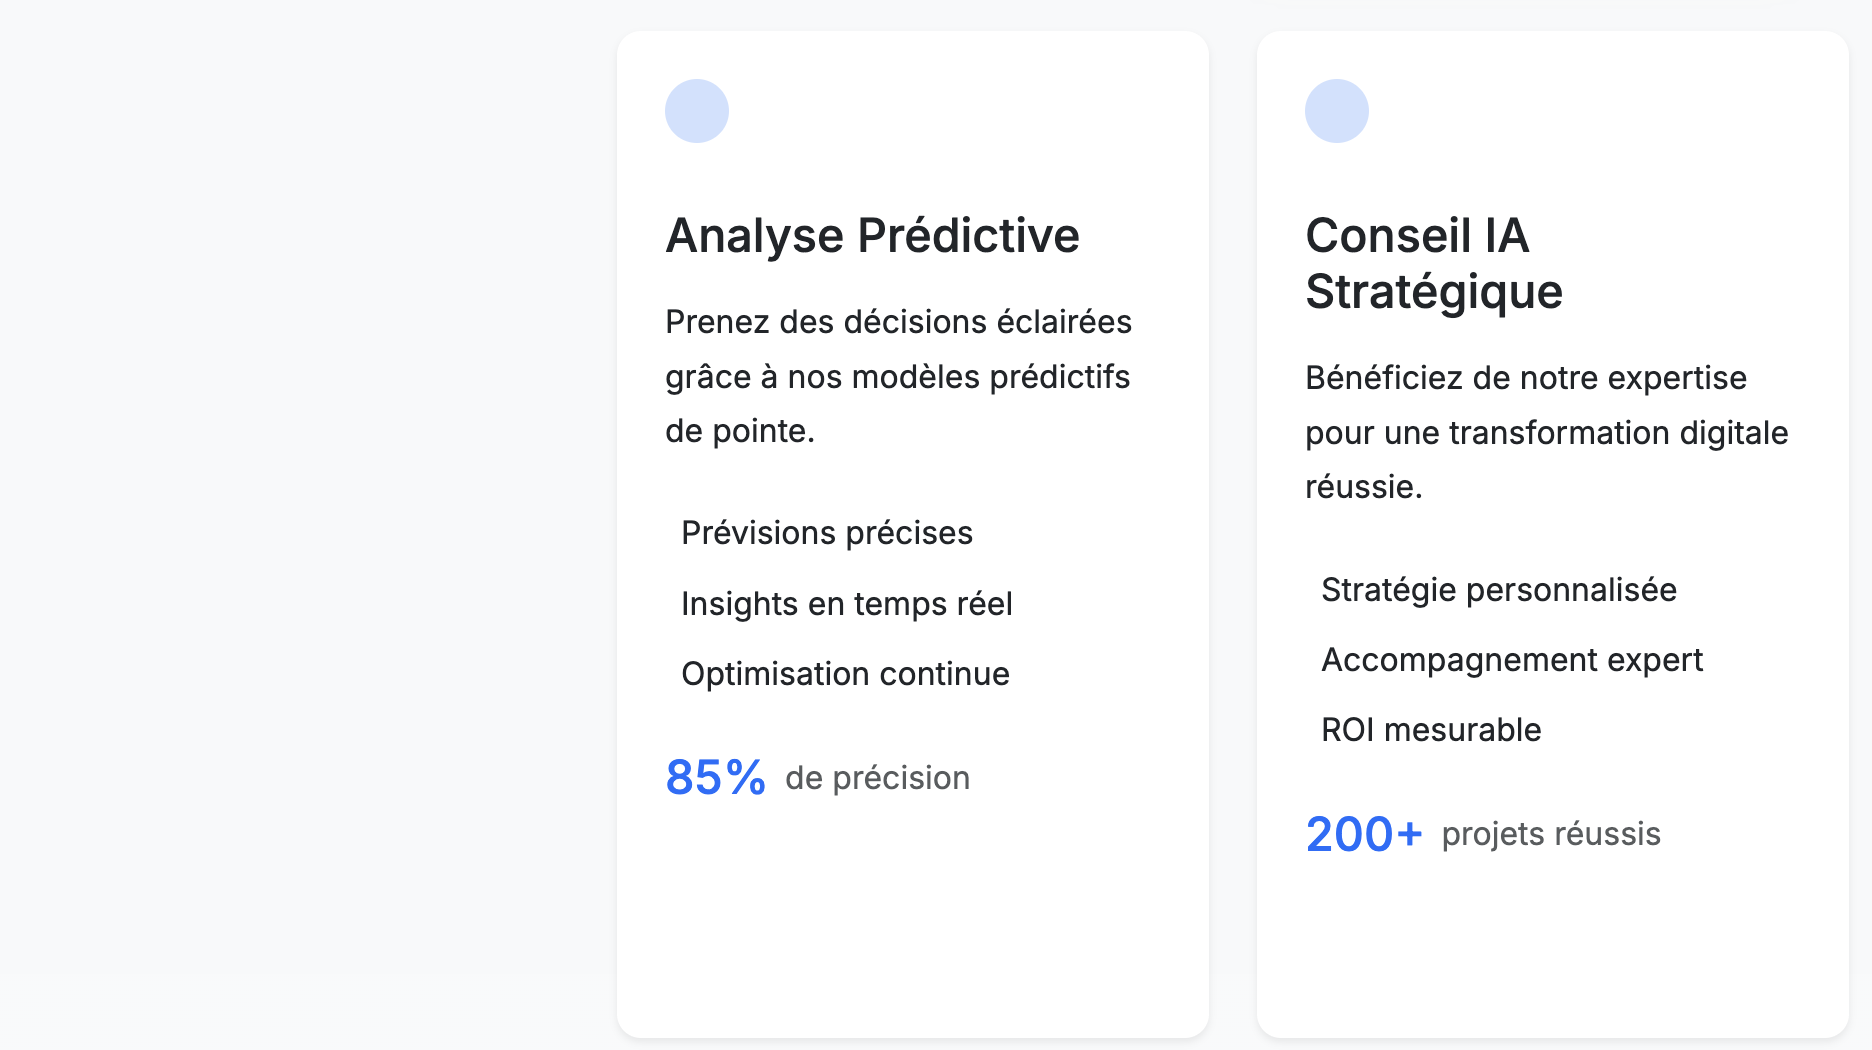 Analyse Prédictive
Prenez des décisions éclairées
grâce à nos modèles prédictifs
de pointe.
Prévisions précises
Insights en temps réel
Optimisation continue
85% de précision
Conseil IA
Stratégique
Bénéficiez de notre expertise
pour une transformation digitale
réussie.
Stratégie personnalisée
Accompagnement expert
ROI mesurable
200+ projets réussis